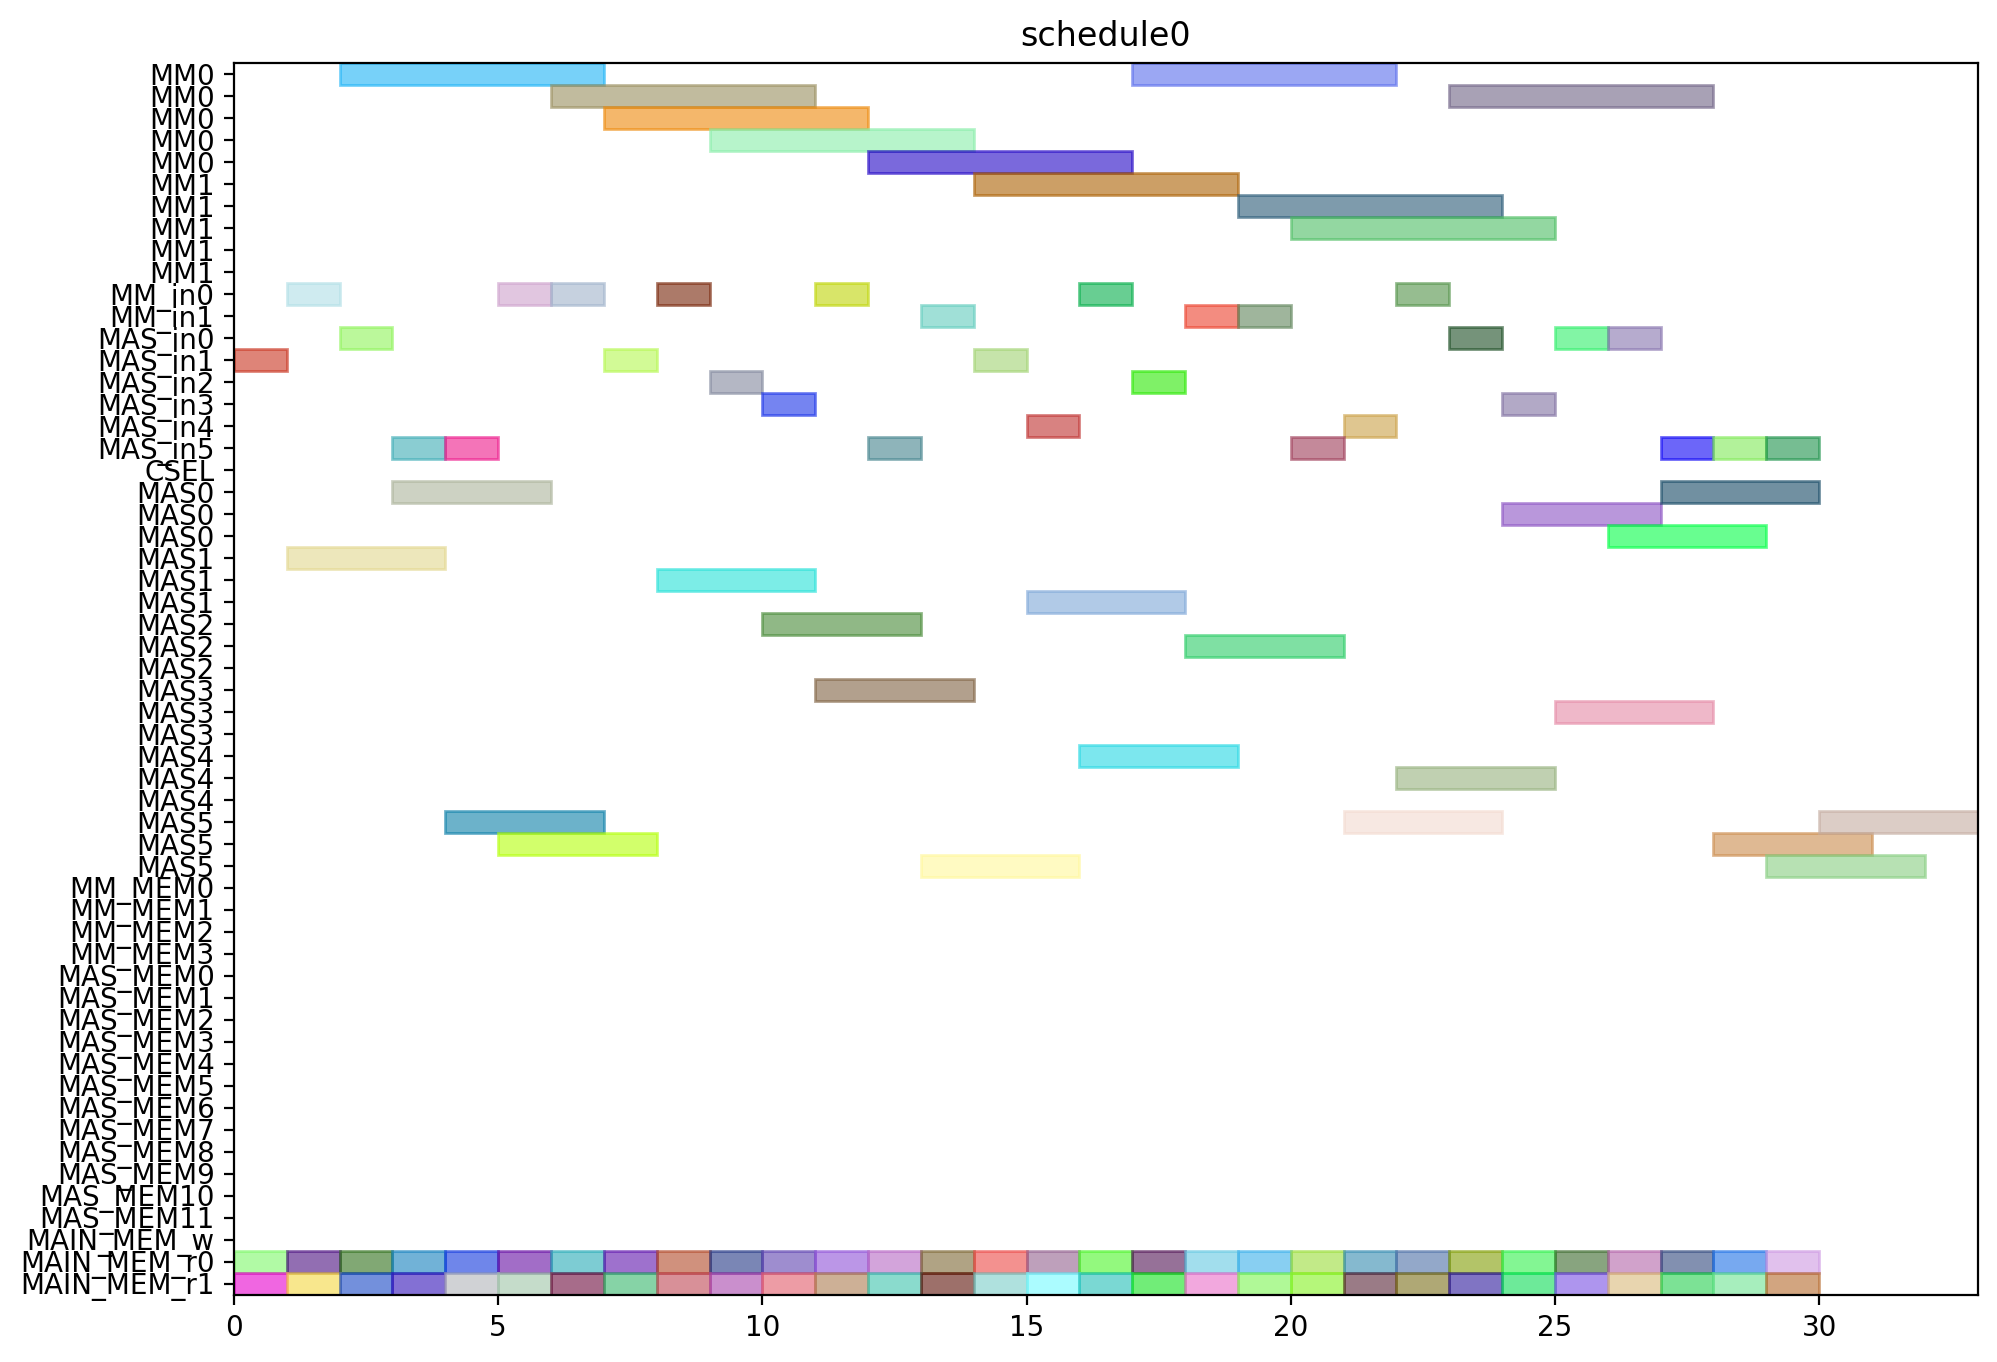 schedule0
MM0
MM0
MM0
MM0
MM0
MM1
MM1
MM1
MM1
MM1
MM_in0
MM_in1
MAS_in0
MAS_in1
MAS_in2
MAS_in3
MAS_in4
MAS_in5
CSEL
MAS0
MAS0
MAS0
MAS1
MAS1
MAS1
MAS2
MAS2
MAS2
MAS3
MAS3
MAS3
MAS4
MAS4
MAS4
MAS5
MAS5
MAS5
MM_MEM0
MM_MEM1
MM_MEM2
MM_MEM3
MAS_MEM0
MAS_MEM1
MAS_MEM2
MAS_MEM3
MAS_MEM4
MAS_MEM5
MAS_MEM6
MAS_MEM7
MAS_MEM8
MAS_MEM9
MAS_MEM10
MAS_MEM11
MAIN_MEM_w
MAIN_MEM_r0
MAIN_MEM_r1
0 5 10 15 20 25 30